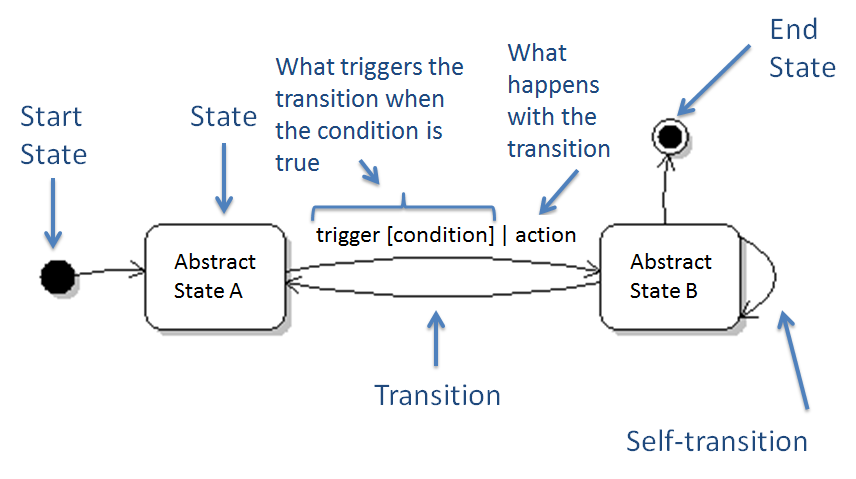 Start
State
State
What triggers the
transition when
the condition is
true
What
happens
with the
transition
End
State
trigger [condition] | action
Abstract
State A
Abstract
State B
Transition
Self-transition